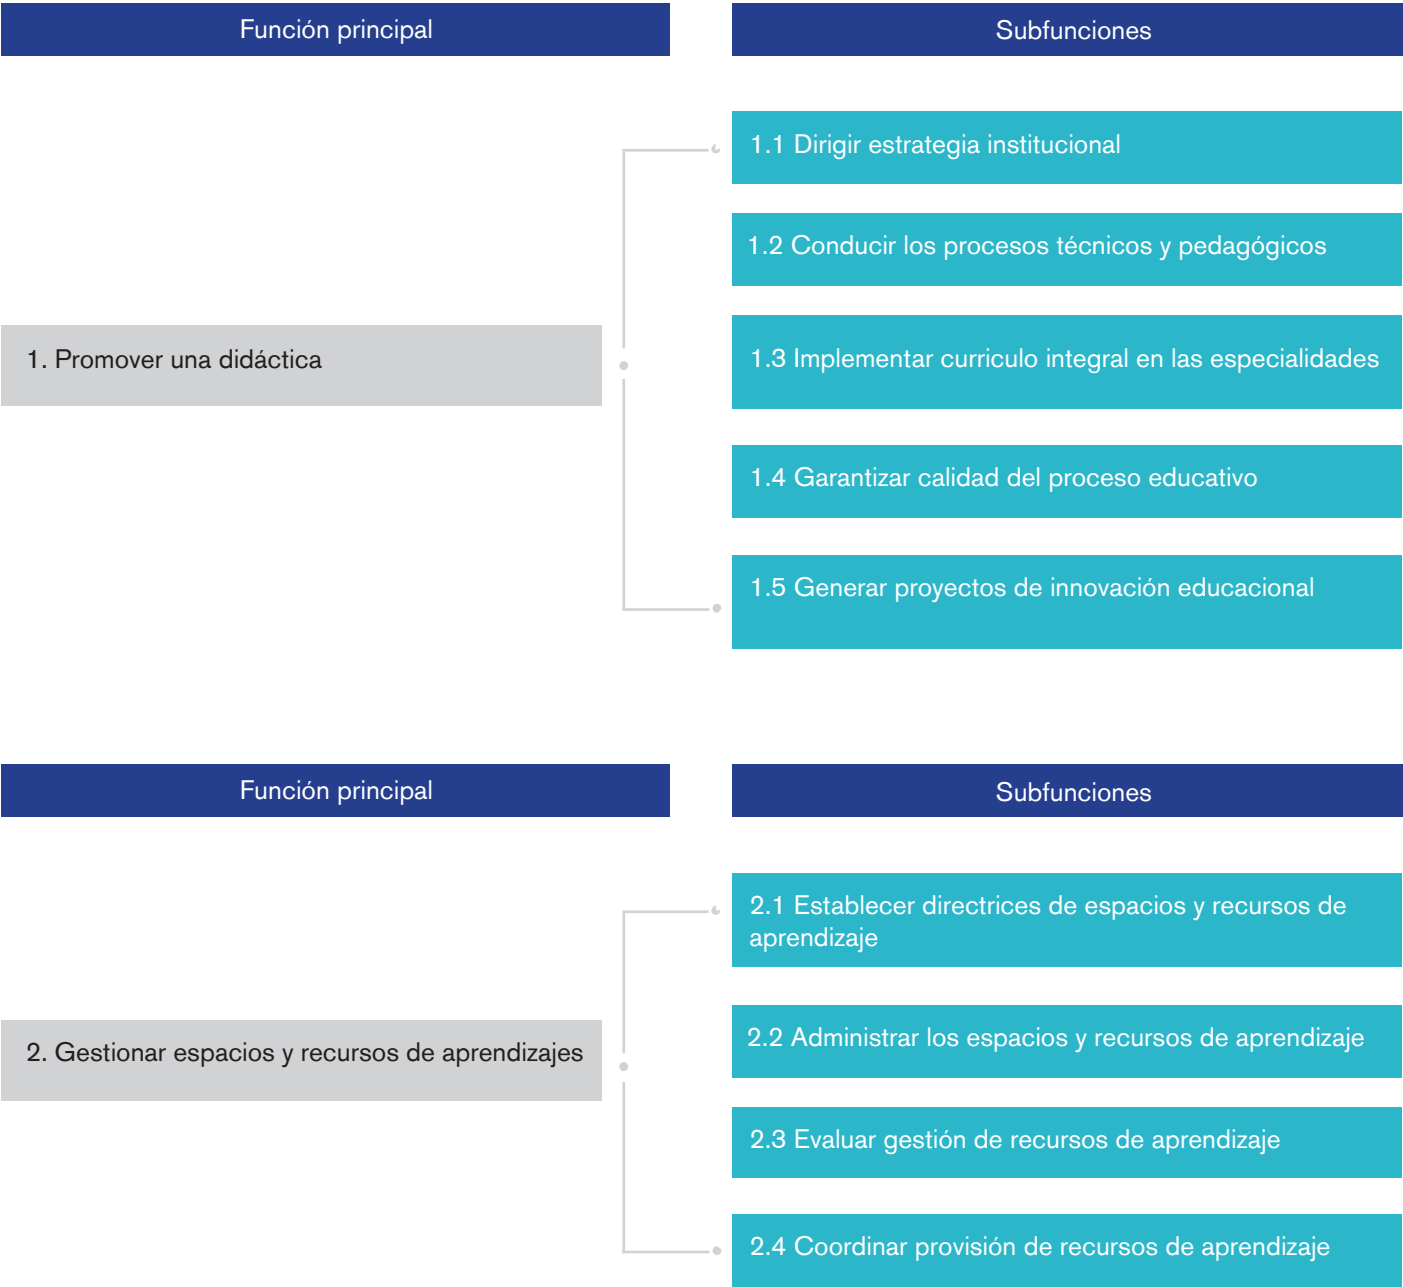 Función principal
Subfunciones
1. Promover una didáctica
1.1 Dirigir estrategia institucional
1.2 Conducir los procesos técnicos y pedagógicos
1.3 Implementar curriculo integral en las especialidades
1.4 Garantizar calidad del proceso educativo
1.5 Generar proyectos de innovación educacional
Función principal
Subfunciones
2. Gestionar espacios y recursos de aprendizajes
2.1 Establecer directrices de espacios y recursos de
aprendizaje
2.2 Administrar los espacios y recursos de aprendizaje
2.3 Evaluar gestión de recursos de aprendizaje
2.4 Coordinar provisión de recursos de aprendizaje